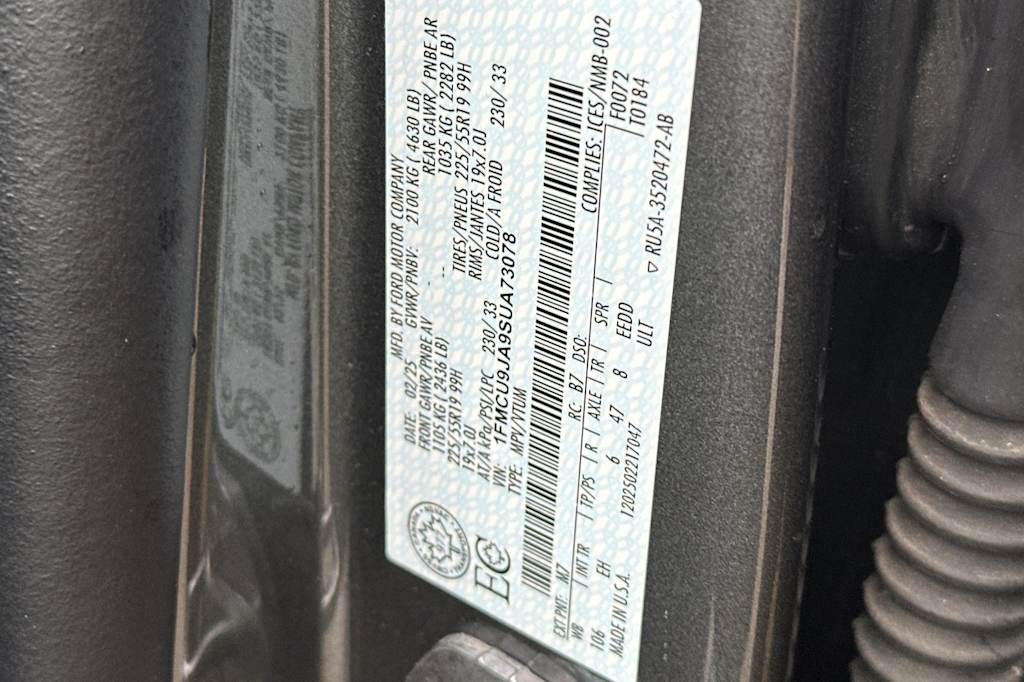 MFD. BY FORD MOTOR COMPANY
DATE: 02/25 GVWR/PNBV: 2100 KG ( 4630 LB)
FRONT GAWR/PNBE AV REAR GAWR/ PNBE AR
1105 KG ( 2436 LB) -- 1035 KG ( 2282 LB)
225/55R19 99H TIRES/PNEUS 225/55R19 99H
19x7.0J RIMS/JANTES 19x7.0J
AT/A kPa/PSI/LPC 230/ 33 COLD/A FROID 230/ 33
VIN: 1FMCU9JA9SUA73078
TYPE: MPV/VTUM
EC
COMPLIES: ICES/NMB-002
EXT PNT: MZ RC: B7 DSO: F0072
WB INT TR TP/PS R AXLE TR SPR T0184
106 EH 6 47 8 EEDD
MADE IN U.S.A. 120250221​7047 ULT
▽ RU5A-3520472-AB